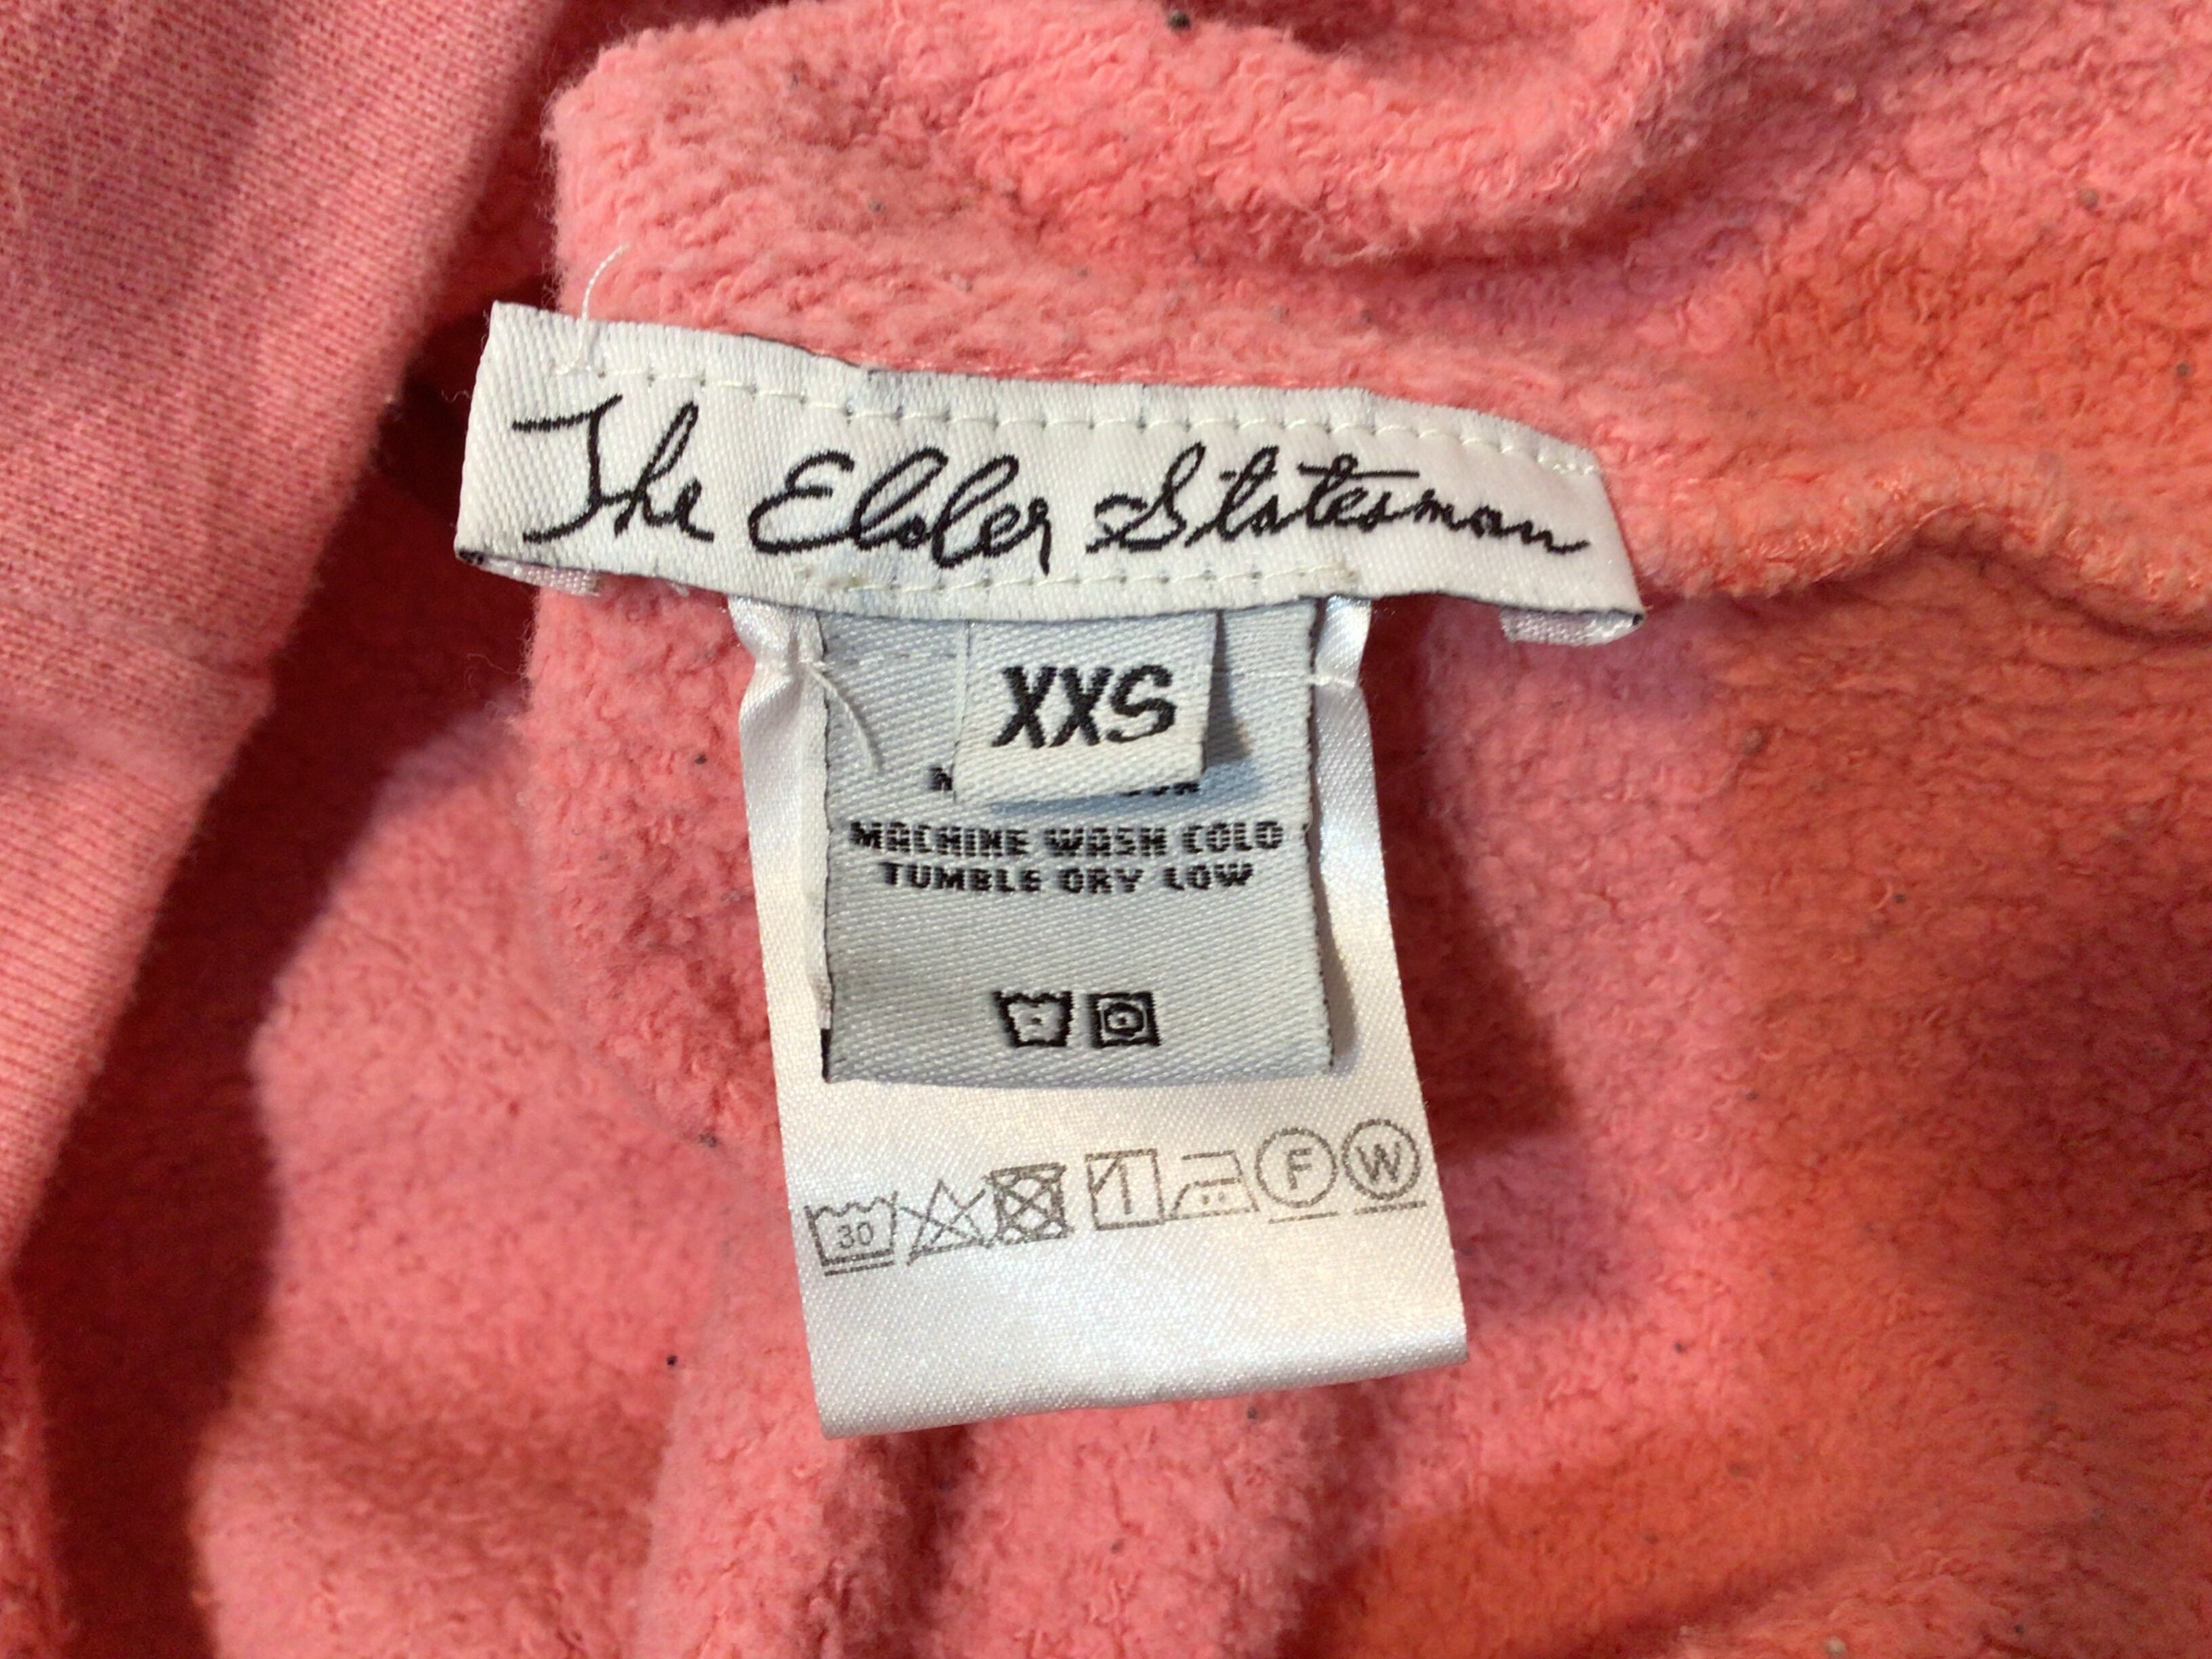 The Elder Statesman
XXS
MACHINE WASH COLD
TUMBLE DRY LOW
30
F W